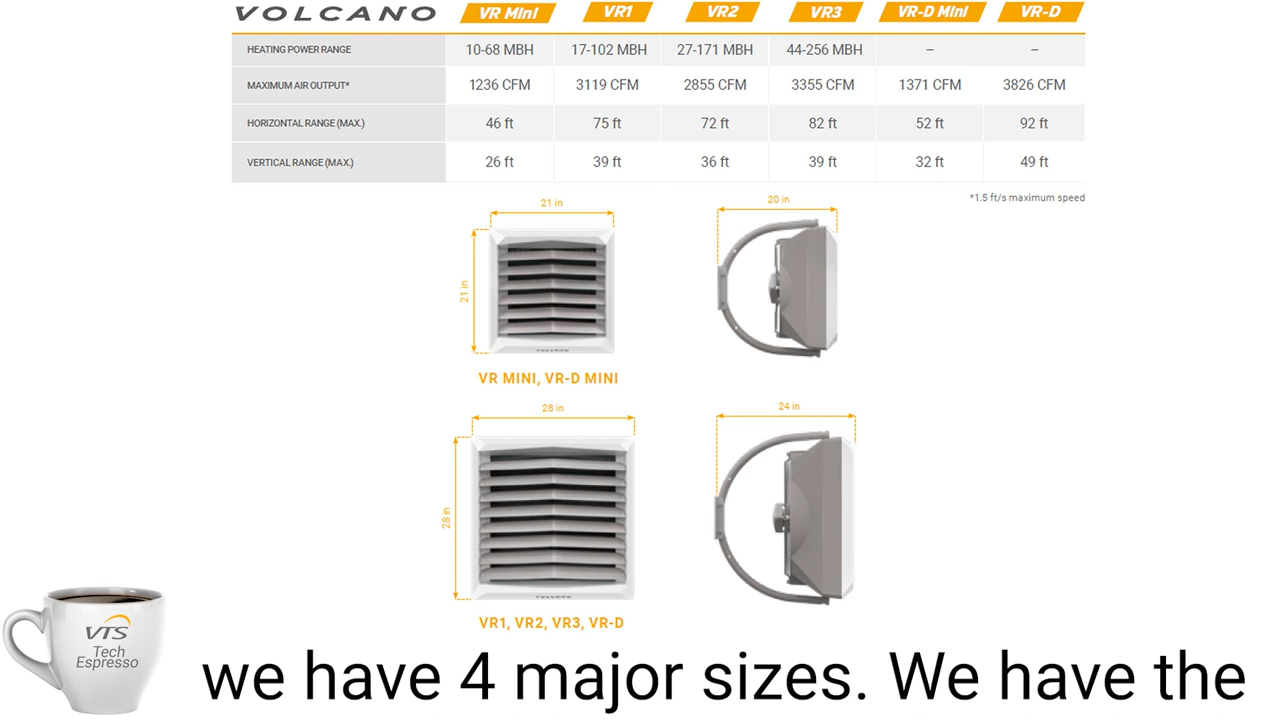 VOLCANO VR Mini VR1 VR2 VR3 VR-D Mini VR-D
HEATING POWER RANGE 10-68 MBH 17-102 MBH 27-171 MBH 44-256 MBH – –
MAXIMUM AIR OUTPUT* 1236 CFM 3119 CFM 2855 CFM 3355 CFM 1371 CFM 3826 CFM
HORIZONTAL RANGE (MAX.) 46 ft 75 ft 72 ft 82 ft 52 ft 92 ft
VERTICAL RANGE (MAX.) 26 ft 39 ft 36 ft 39 ft 32 ft 49 ft
*1.5 ft/s maximum speed
21 in 20 in
21 in
VOLCANO
VR MINI, VR-D MINI
28 in 24 in
28 in
VOLCANO
VR1, VR2, VR3, VR-D
VTS
Tech
Espresso
we have 4 major sizes. We have the